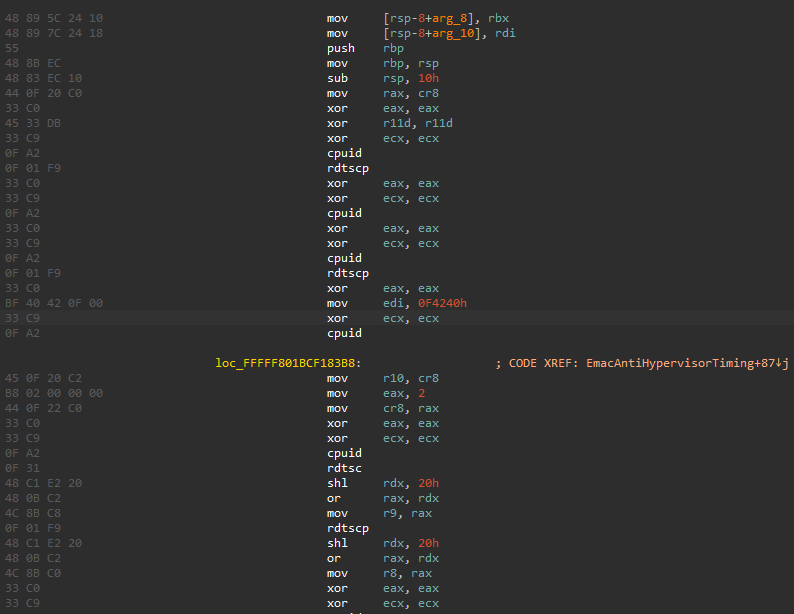 48 89 5C 24 10 mov [rsp-8+arg_8], rbx
48 89 7C 24 18 mov [rsp-8+arg_10], rdi
55 push rbp
48 8B EC mov rbp, rsp
48 83 EC 10 sub rsp, 10h
44 0F 20 C0 mov rax, cr8
33 C0 xor eax, eax
45 33 DB xor r11d, r11d
33 C9 xor ecx, ecx
0F A2 cpuid
0F 01 F9 rdtscp
33 C0 xor eax, eax
33 C9 xor ecx, ecx
0F A2 cpuid
33 C0 xor eax, eax
33 C9 xor ecx, ecx
0F A2 cpuid
0F 01 F9 rdtscp
33 C0 xor eax, eax
BF 40 42 0F 00 mov edi, 0F4240h
33 C9 xor ecx, ecx
0F A2 cpuid
loc_FFFFF801BCF183B8: ; CODE XREF: EmacAntiHypervisorTiming+87↓j
45 0F 20 C2 mov r10, cr8
B8 02 00 00 00 mov eax, 2
44 0F 22 C0 mov cr8, rax
33 C0 xor eax, eax
33 C9 xor ecx, ecx
0F A2 cpuid
0F 31 rdtsc
48 C1 E2 20 shl rdx, 20h
48 0B C2 or rax, rdx
4C 8B C8 mov r9, rax
0F 01 F9 rdtscp
48 C1 E2 20 shl rdx, 20h
48 0B C2 or rax, rdx
4C 8B C0 mov r8, rax
33 C0 xor eax, eax
33 C9 xor ecx, ecx